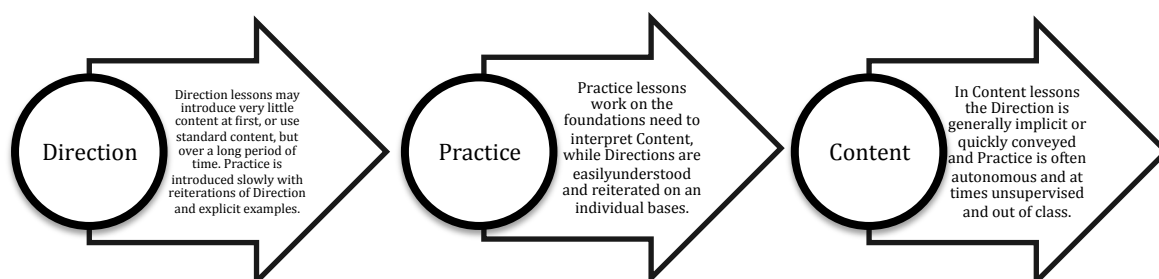 Direction
Direction lessons may
introduce very little
content at first, or use
standard content, but
over a long period of
time. Practice is
introduced slowly with
reiterations of Direction
and explicit examples.
Practice
Practice lessons
work on the
foundations need to
interpret Content,
while Directions are
easilyunderstood
and reiterated on an
individual bases.
Content
In Content lessons
the Direction is
generally implicit or
quickly conveyed
and Practice is often
autonomous and at
times unsupervised
and out of class.